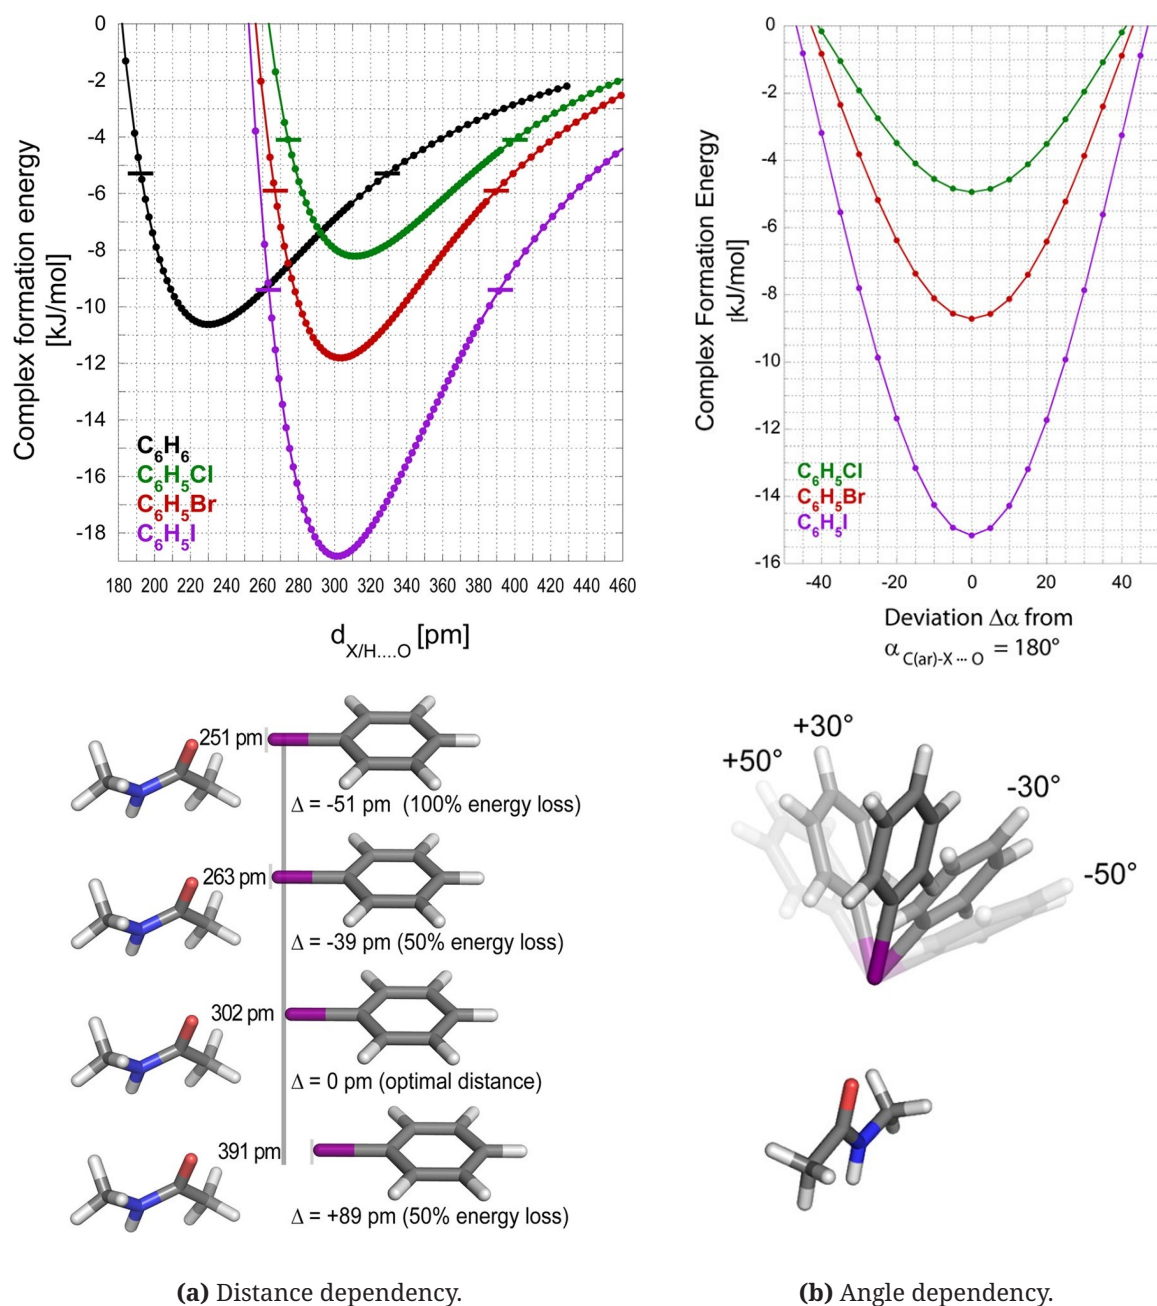 Complex formation energy
[kJ/mol]
0
-2
-4
-6
-8
-10
-12
-14
-16
-18
C6H6
C6H5Cl
C6H5Br
C6H5I
180 200 220 240 260 280 300 320 340 360 380 400 420 440 460
dX/H....O [pm]
Complex Formation Energy
[kJ/mol]
0
-2
-4
-6
-8
-10
-12
-14
-16
C6H5Cl
C6H5Br
C6H5I
-40 -20 0 20 40
Deviation Δα from
αC(ar)-X ··· O = 180°
251 pm
Δ = -51 pm (100% energy loss)
263 pm
Δ = -39 pm (50% energy loss)
302 pm
Δ = 0 pm (optimal distance)
391 pm
Δ = +89 pm (50% energy loss)
+30°
+50°
-30°
-50°
(a) Distance dependency.
(b) Angle dependency.